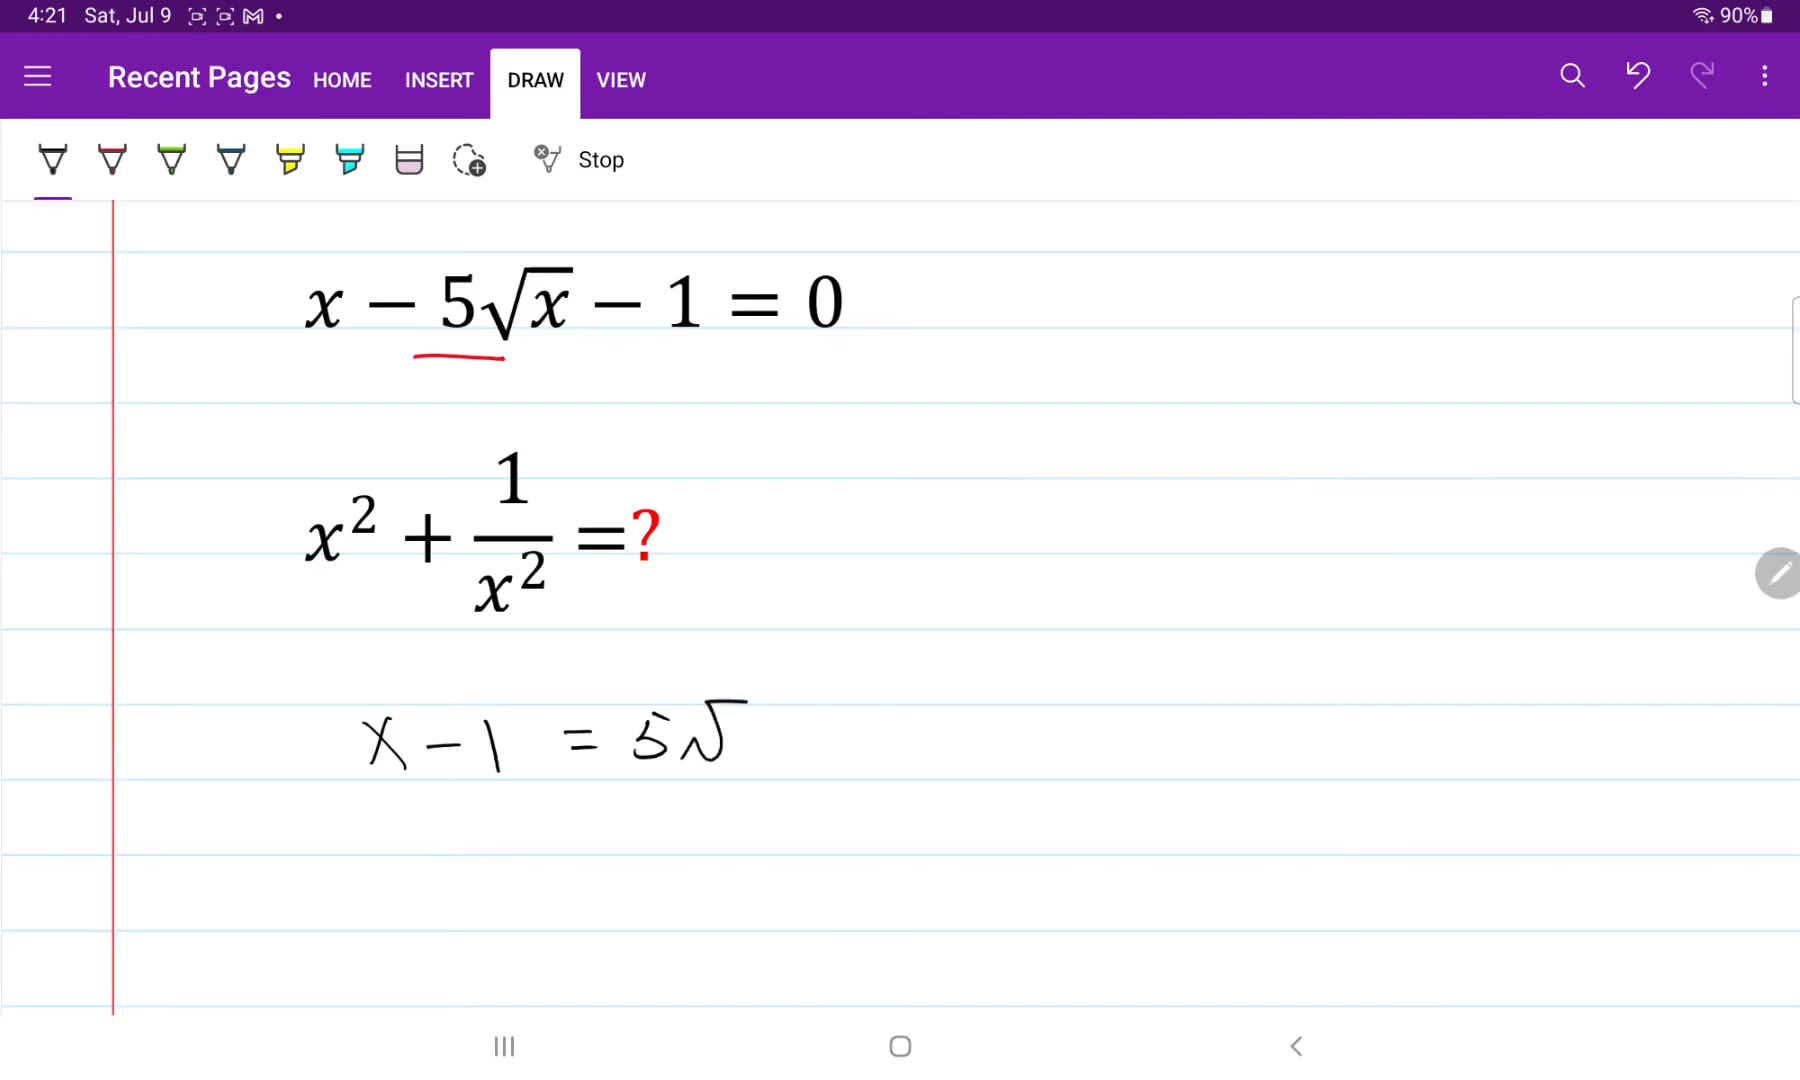 4:21 Sat, Jul 9 90%
Recent Pages HOME INSERT DRAW VIEW
Stop
x − 5√x − 1 = 0
x² + 1/x² =?
x − 1 = 5√